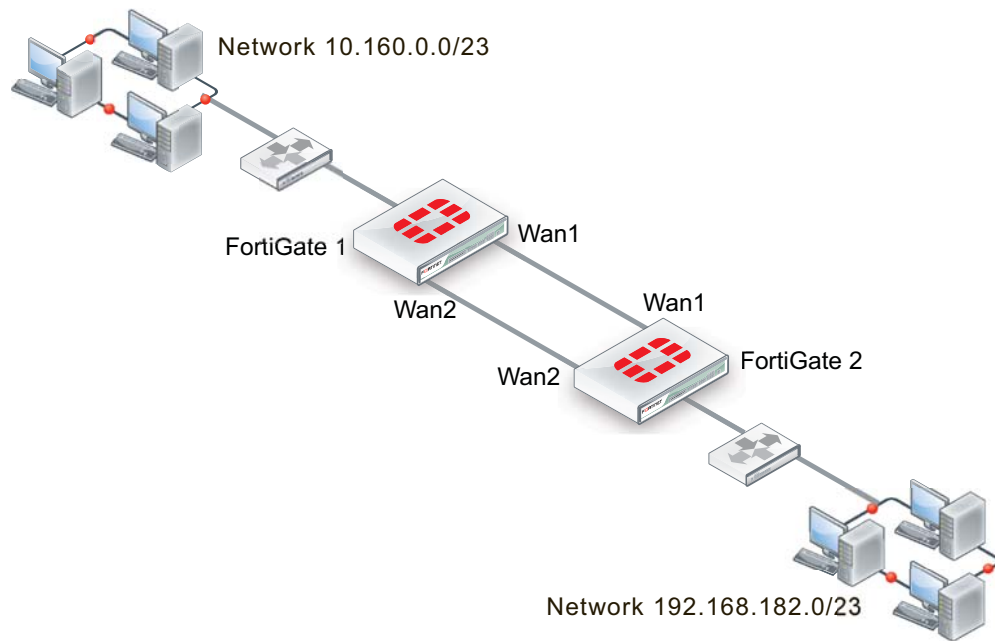 Network 10.160.0.0/23
FortiGate 1
Wan1
Wan2
Wan1
Wan2
FortiGate 2
Network 192.168.182.0/23